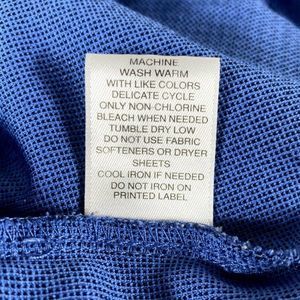 MACHINE
WASH WARM
WITH LIKE COLORS
DELICATE CYCLE
ONLY NON-CHLORINE
BLEACH WHEN NEEDED
TUMBLE DRY LOW
DO NOT USE FABRIC
SOFTENERS OR DRYER
SHEETS
COOL IRON IF NEEDED
DO NOT IRON ON
PRINTED LABEL